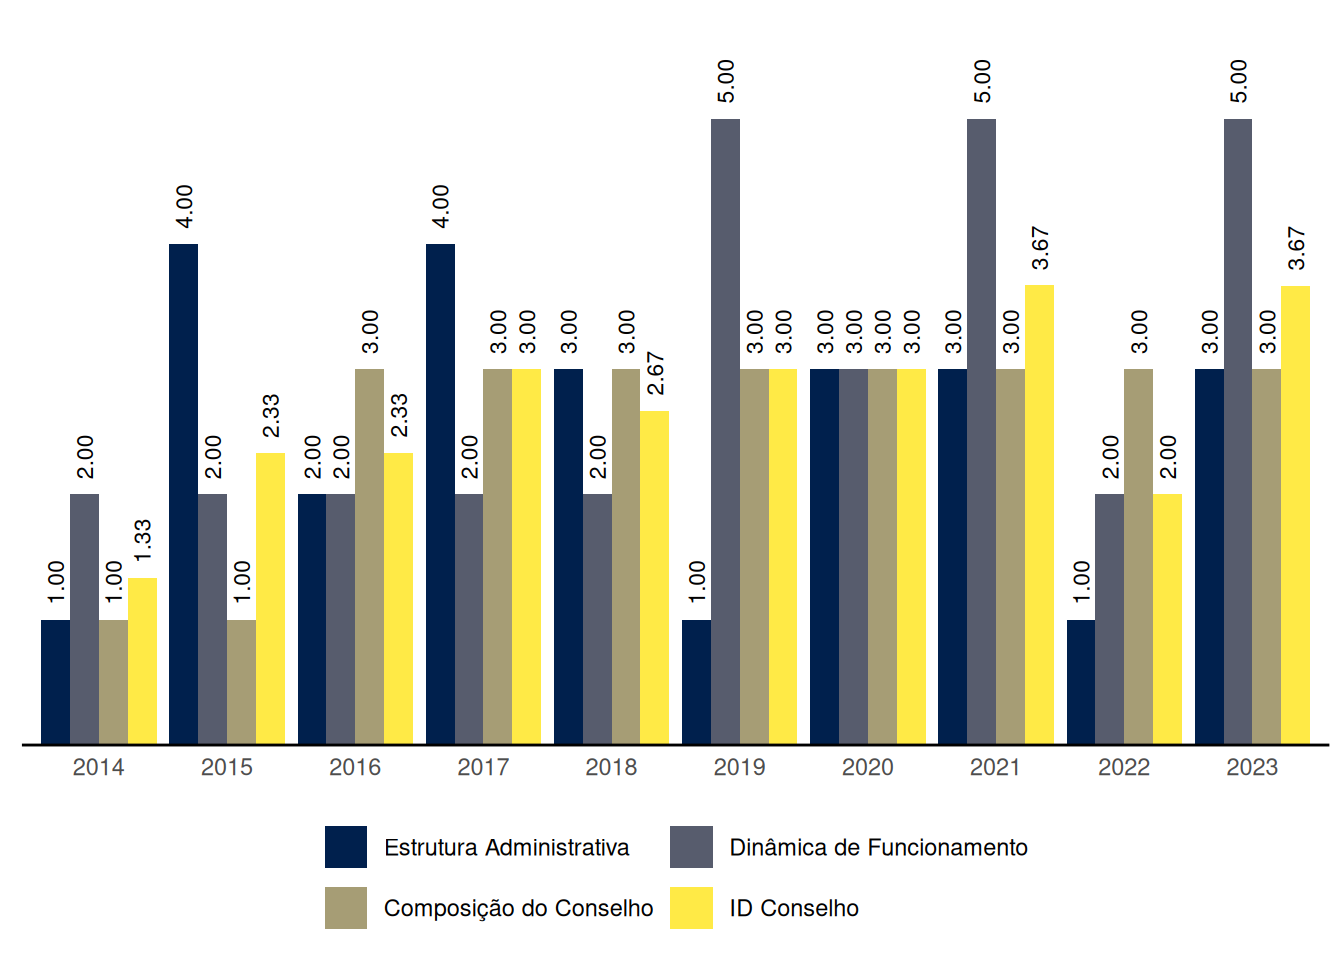 1.00 2.00 1.00 1.33
4.00 2.00 1.00 2.33
2.00 2.00 3.00 2.33
4.00 2.00 3.00 3.00
3.00 2.00 3.00 2.67
1.00 5.00 3.00 3.00
3.00 3.00 3.00 3.00
3.00 5.00 3.00 3.67
1.00 2.00 3.00 2.00
3.00 5.00 3.00 3.67
2014 2015 2016 2017 2018 2019 2020 2021 2022 2023
Estrutura Administrativa Dinâmica de Funcionamento
Composição do Conselho ID Conselho